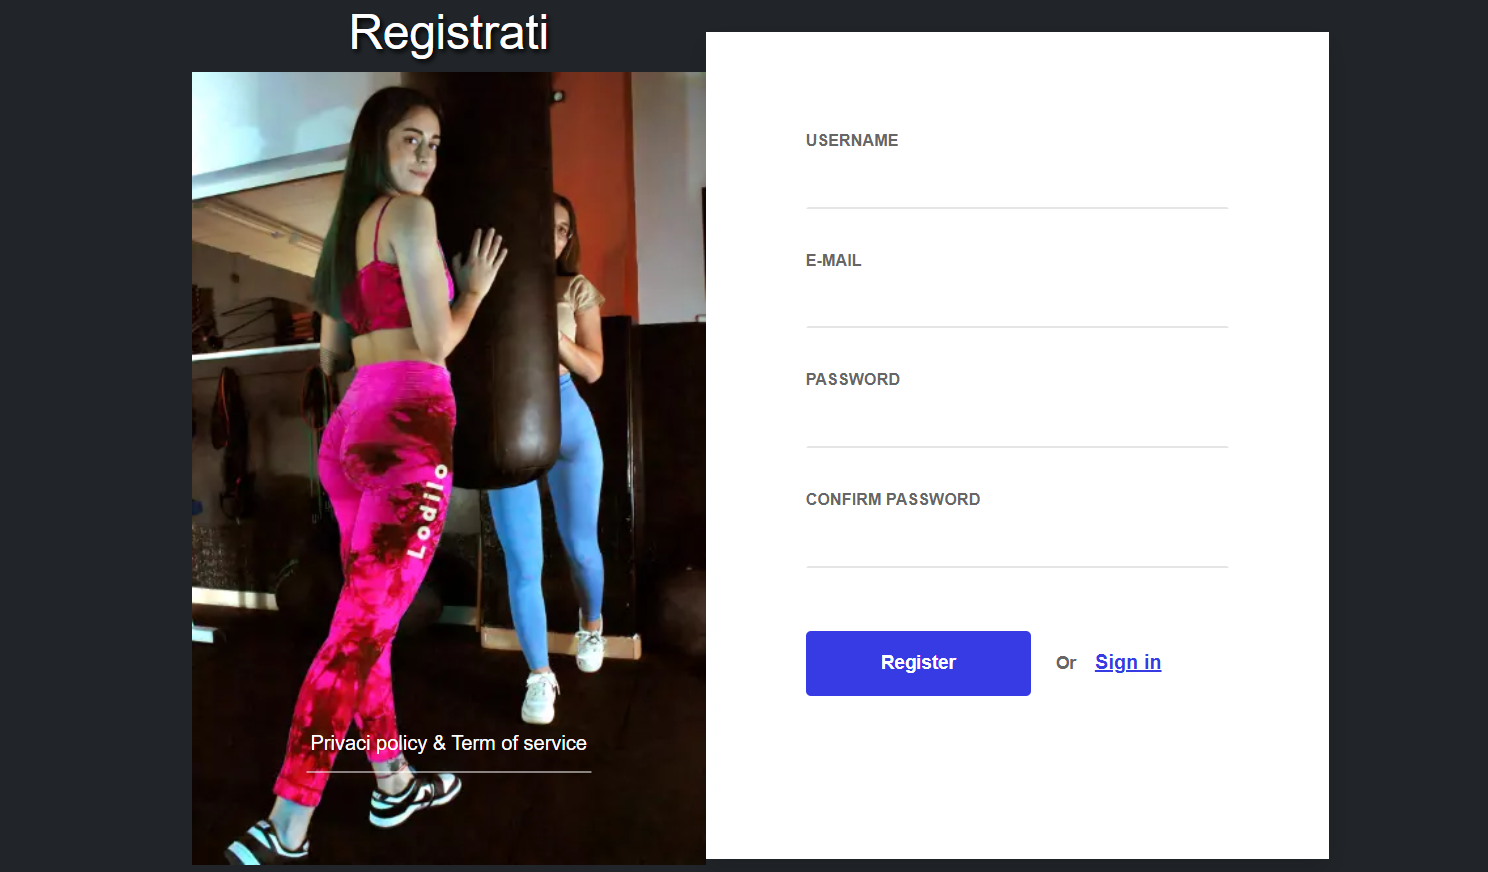 Registrati
Lodilo
Privaci policy & Term of service
USERNAME
E-MAIL
PASSWORD
CONFIRM PASSWORD
Register Or Sign in